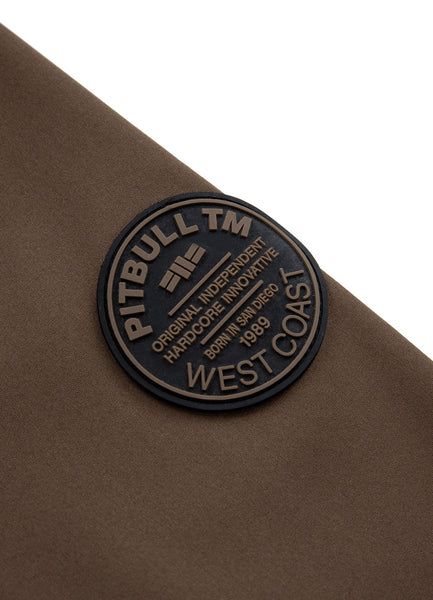 PITBULL TM
ORIGINAL INDEPENDENT
HARDCORE INNOVATIVE
BORN IN SAN DIEGO
1989
WEST COAST